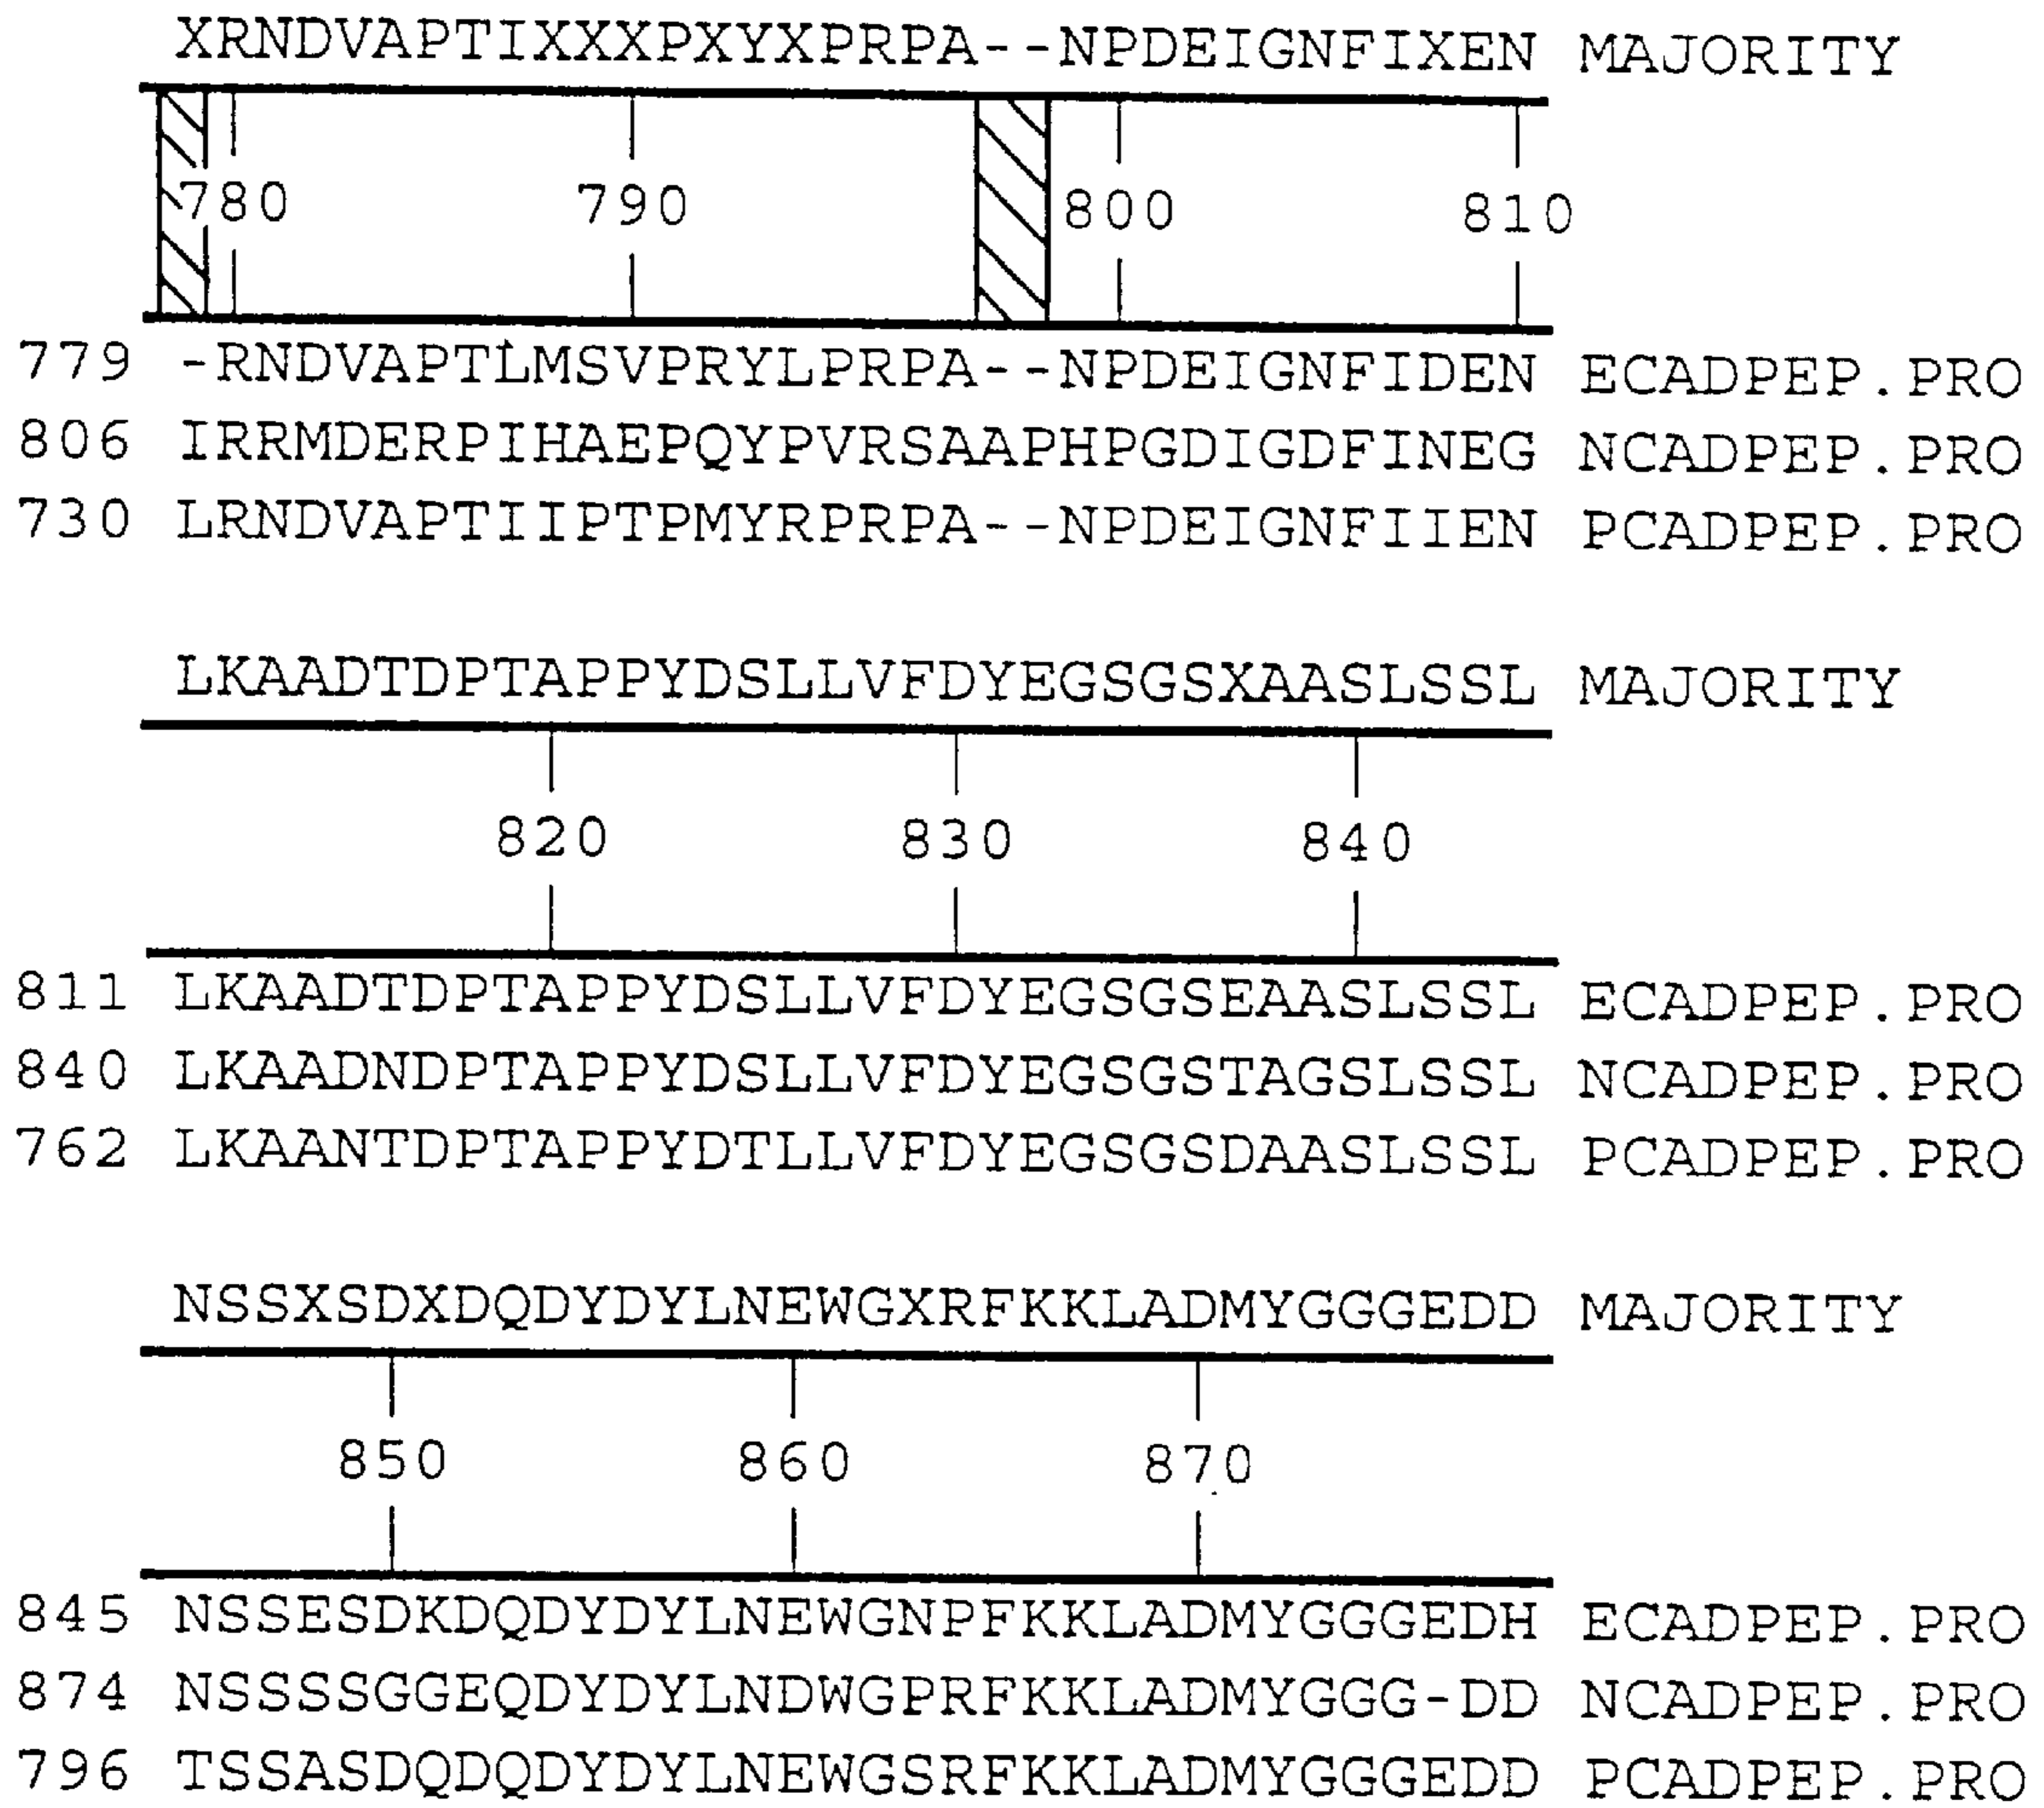 XRNDVAPTIXXXPXYXPRPA--NPDEIGNFIXEN MAJORITY
780 790 800 810
779 -RNDVAPTLMSVPRYLPRPA--NPDEIGNFIDEN ECADPEP.PRO
806 IRRMDERPIHAEPQYPVRSAAPHPGDIGDFINEG NCADPEP.PRO
730 LRNDVAPTIIPTPMYRPRPA--NPDEIGNFIIEN PCADPEP.PRO
LKAADTDPTAPPYDSLLVFDYEGSGSXAASLSSL MAJORITY
820 830 840
811 LKAADTDPTAPPYDSLLVFDYEGSGSEAASLSSL ECADPEP.PRO
840 LKAADNDPTAPPYDSLLVFDYEGSGSTAGSLSSL NCADPEP.PRO
762 LKAANTDPTAPPYDTLLVFDYEGSGSDAASLSSL PCADPEP.PRO
NSSXSDXDQDYDYLNEWGXRFKKLADMYGGGEDD MAJORITY
850 860 870
845 NSSESDKDQDYDYLNEWGNPFKKLADMYGGGEDH ECADPEP.PRO
874 NSSSSGGEQDYDYLNDWGPRFKKLADMYGGG-DD NCADPEP.PRO
796 TSSASDQDQDYDYLNEWGSRFKKLADMYGGGEDD PCADPEP.PRO